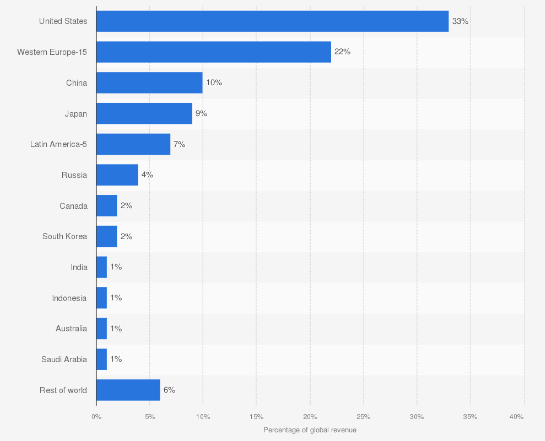 United States 33%
Western Europe-15 22%
China 10%
Japan 9%
Latin America-5 7%
Russia 4%
Canada 2%
South Korea 2%
India 1%
Indonesia 1%
Australia 1%
Saudi Arabia 1%
Rest of world 6%
0% 5% 10% 15% 20% 25% 30% 35% 40%
Percentage of global revenue